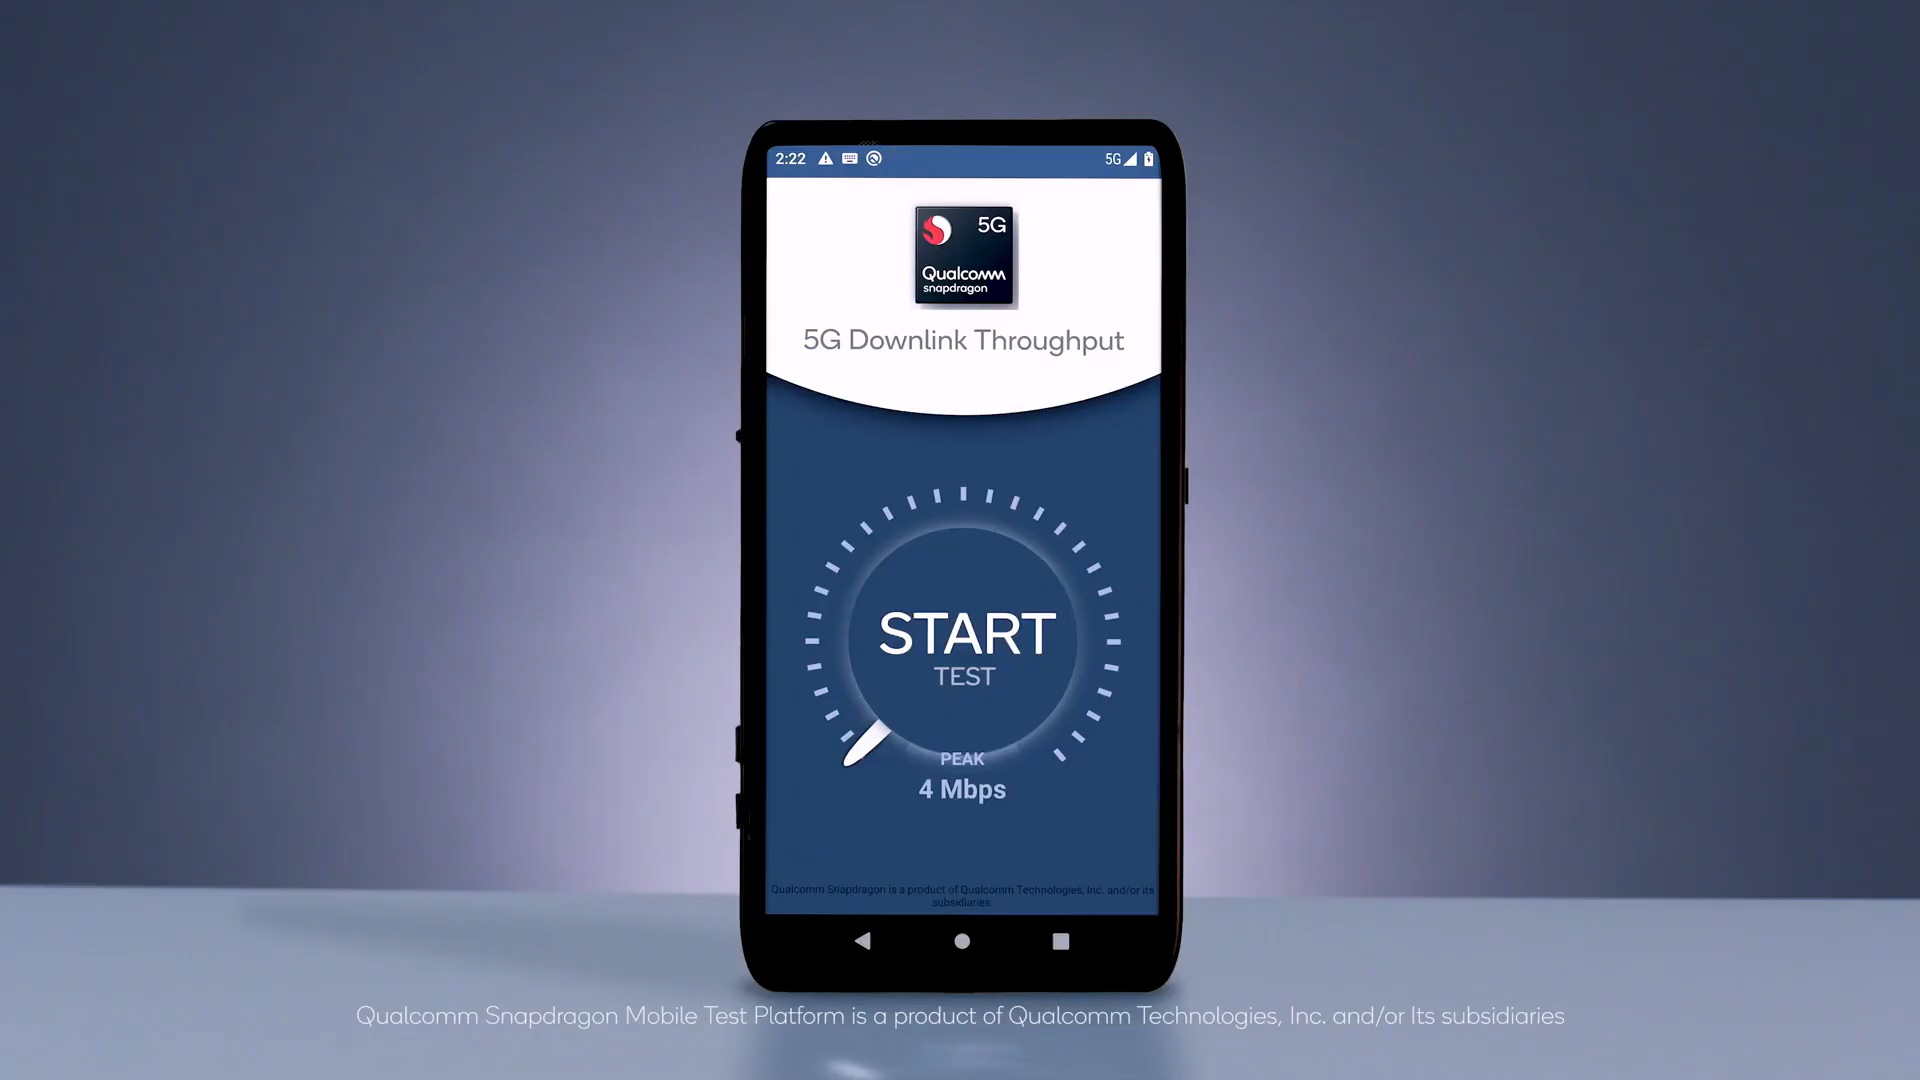 2:22
5G
5G
Qualcomm
snapdragon
5G Downlink Throughput
START
TEST
PEAK
4 Mbps
Qualcomm Snapdragon is a product of Qualcomm Technologies, Inc. and/or its
subsidiaries.
Qualcomm Snapdragon Mobile Test Platform is a product of Qualcomm Technologies, Inc. and/or Its subsidiaries